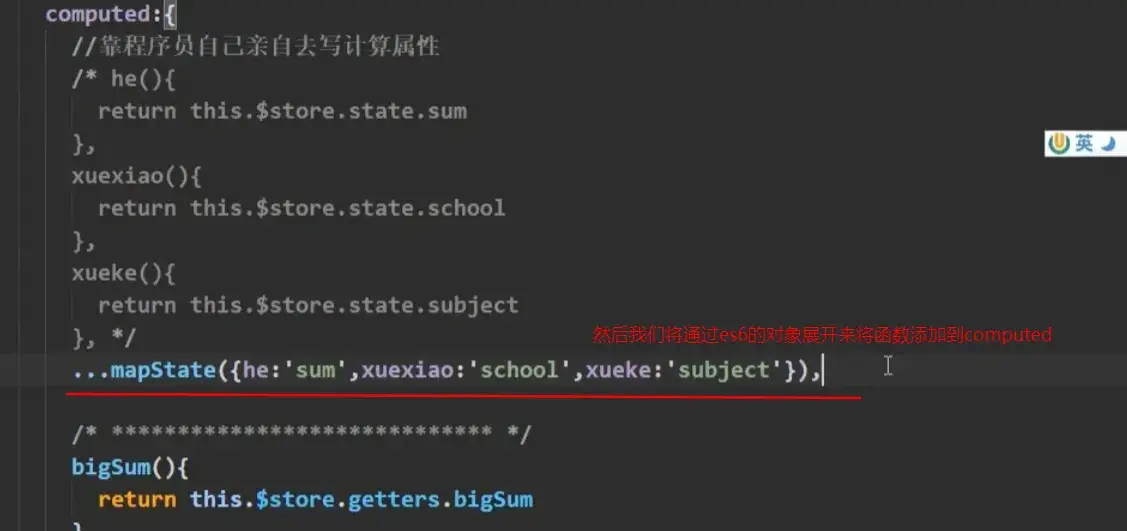 computed:{
//靠程序员自己亲自去写计算属性
/* he(){
return this.$store.state.sum
},
xuexiao(){
return this.$store.state.school
},
xueke(){
return this.$store.state.subject
}, */
然后我们将通过es6的对象展开来将函数添加到computed
...mapState({he:'sum',xuexiao:'school',xueke:'subject'}),
/* ***************************** */
bigSum(){
return this.$store.getters.bigSum
}
英